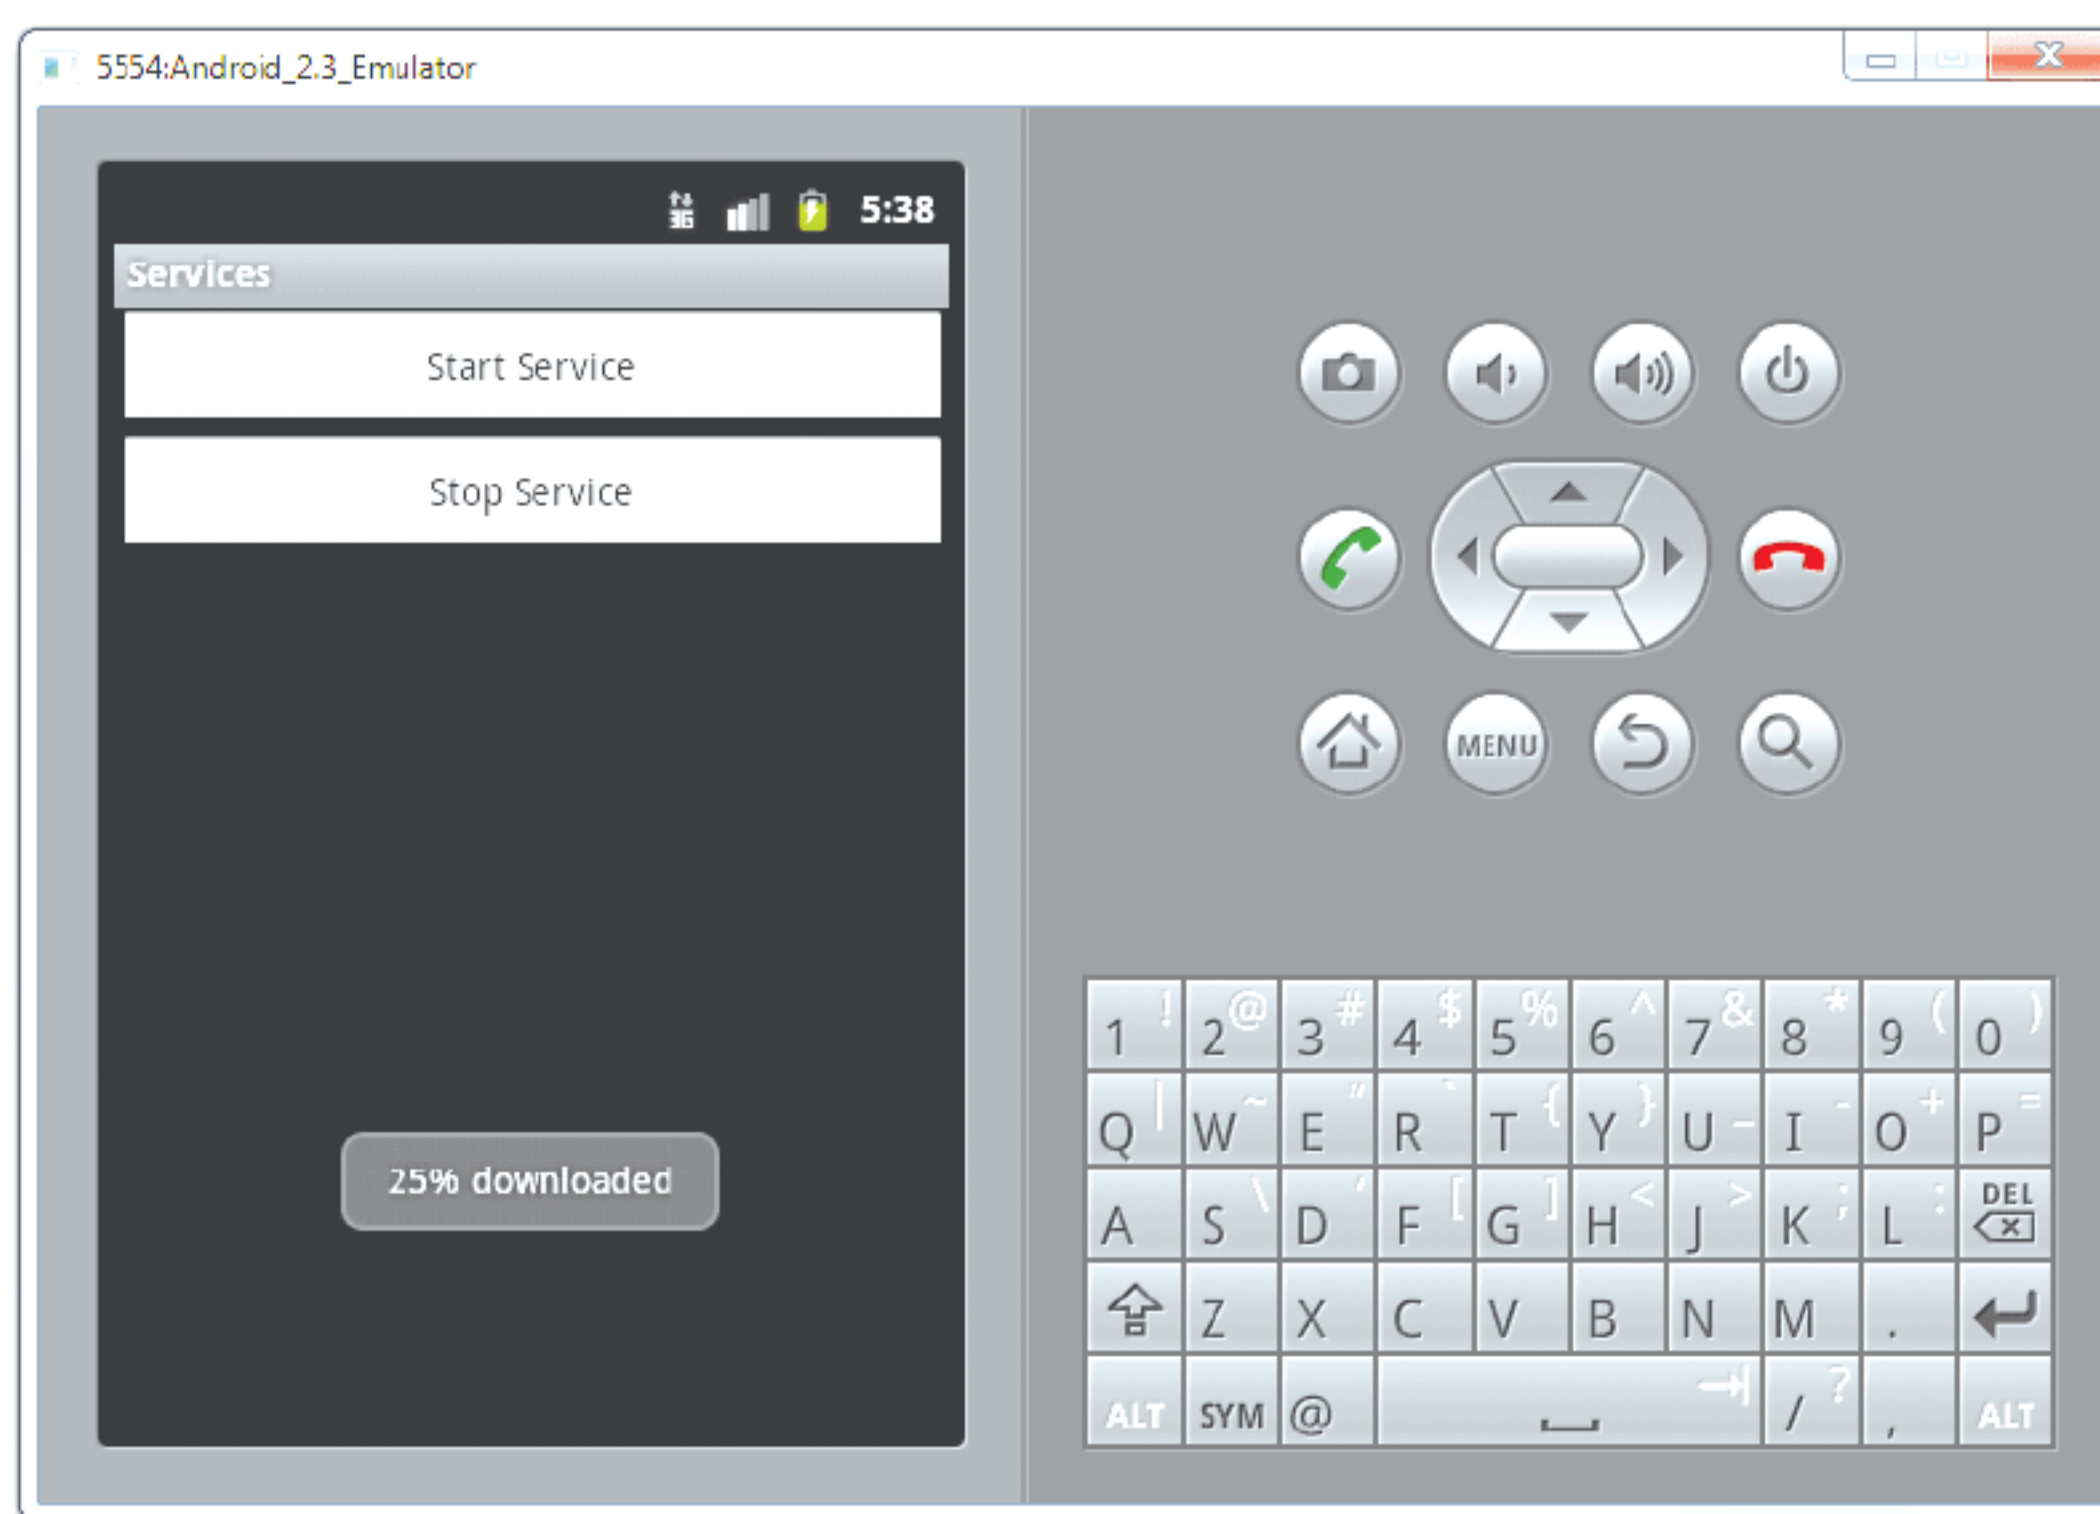 5554:Android_2.3_Emulator
3G 5:38
Services
Start Service
Stop Service
25% downloaded
MENU
1 ! 2 @ 3 # 4 $ 5 % 6 ^ 7 & 8 * 9 ( 0 )
Q | W ~ E " R ` T { Y } U _ I - O + P =
A S \ D ' F [ G ] H < J > K ; L : DEL
Z X C V B N M .
ALT SYM @ / ? , ALT